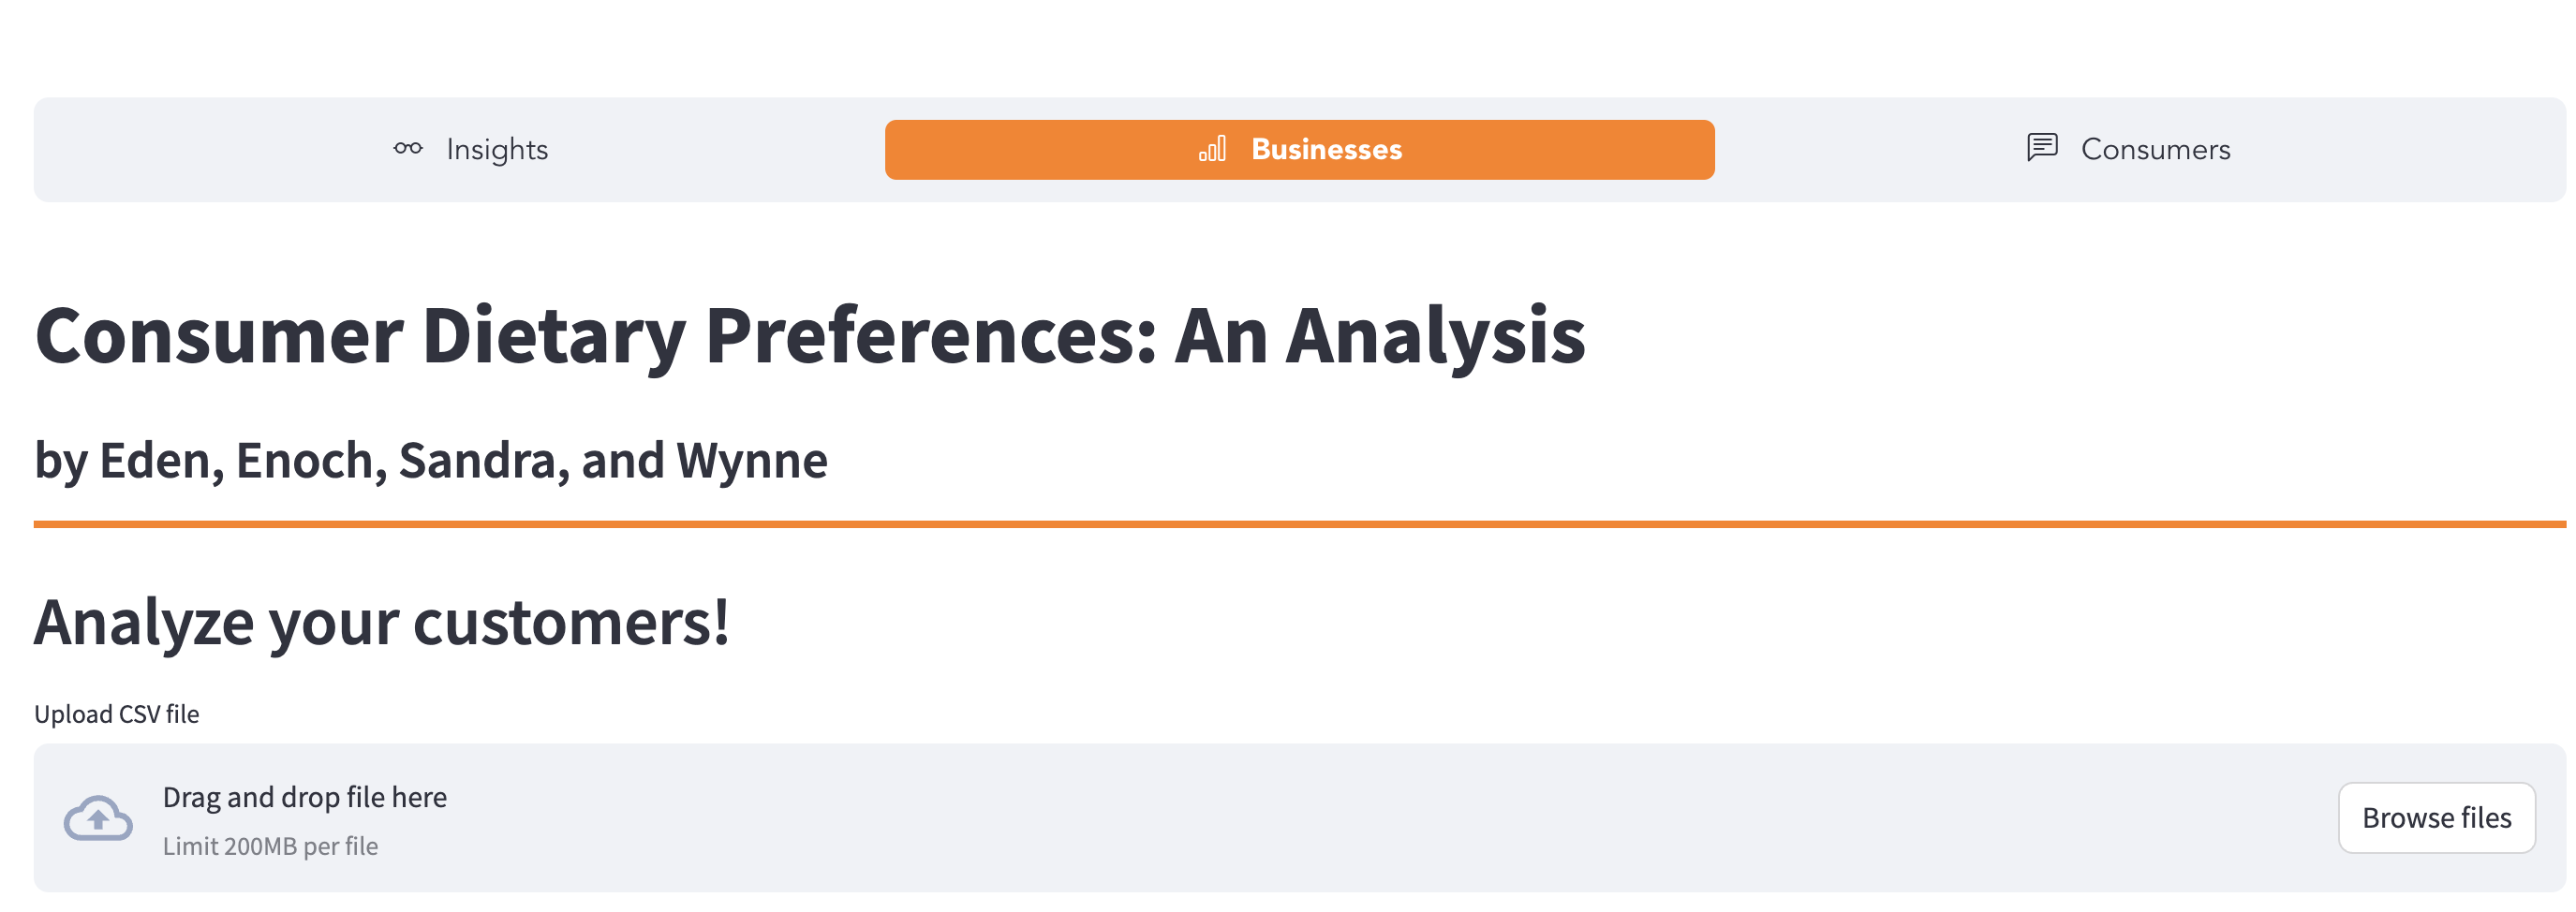 Insights
Businesses
Consumers
Consumer Dietary Preferences: An Analysis
by Eden, Enoch, Sandra, and Wynne
Analyze your customers!
Upload CSV file
Drag and drop file here
Limit 200MB per file
Browse files